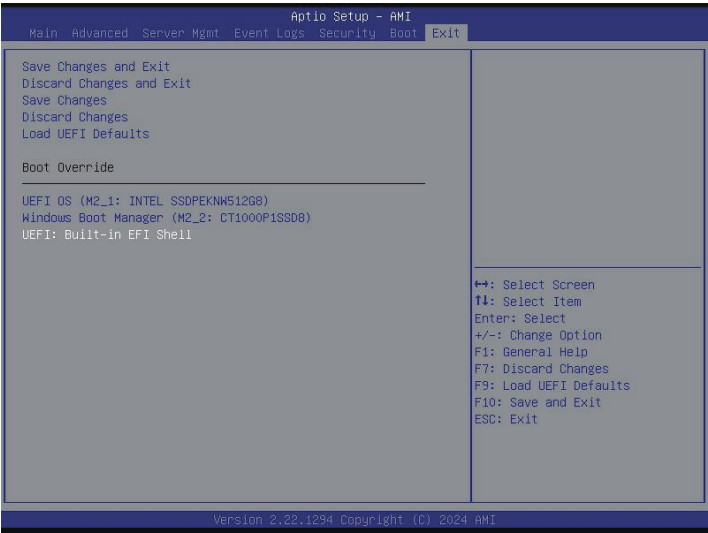 Aptio Setup - AMI
Main Advanced Server Mgmt Event Logs Security Boot Exit
Save Changes and Exit
Discard Changes and Exit
Save Changes
Discard Changes
Load UEFI Defaults
Boot Override
UEFI OS (M2_1: INTEL SSDPEKNW512G8)
Windows Boot Manager (M2_2: CT1000P1SSD8)
UEFI: Built-in EFI Shell
↔: Select Screen
↑↓: Select Item
Enter: Select
+/-: Change Option
F1: General Help
F7: Discard Changes
F9: Load UEFI Defaults
F10: Save and Exit
ESC: Exit
Version 2.22.1294 Copyright (C) 2024 AMI